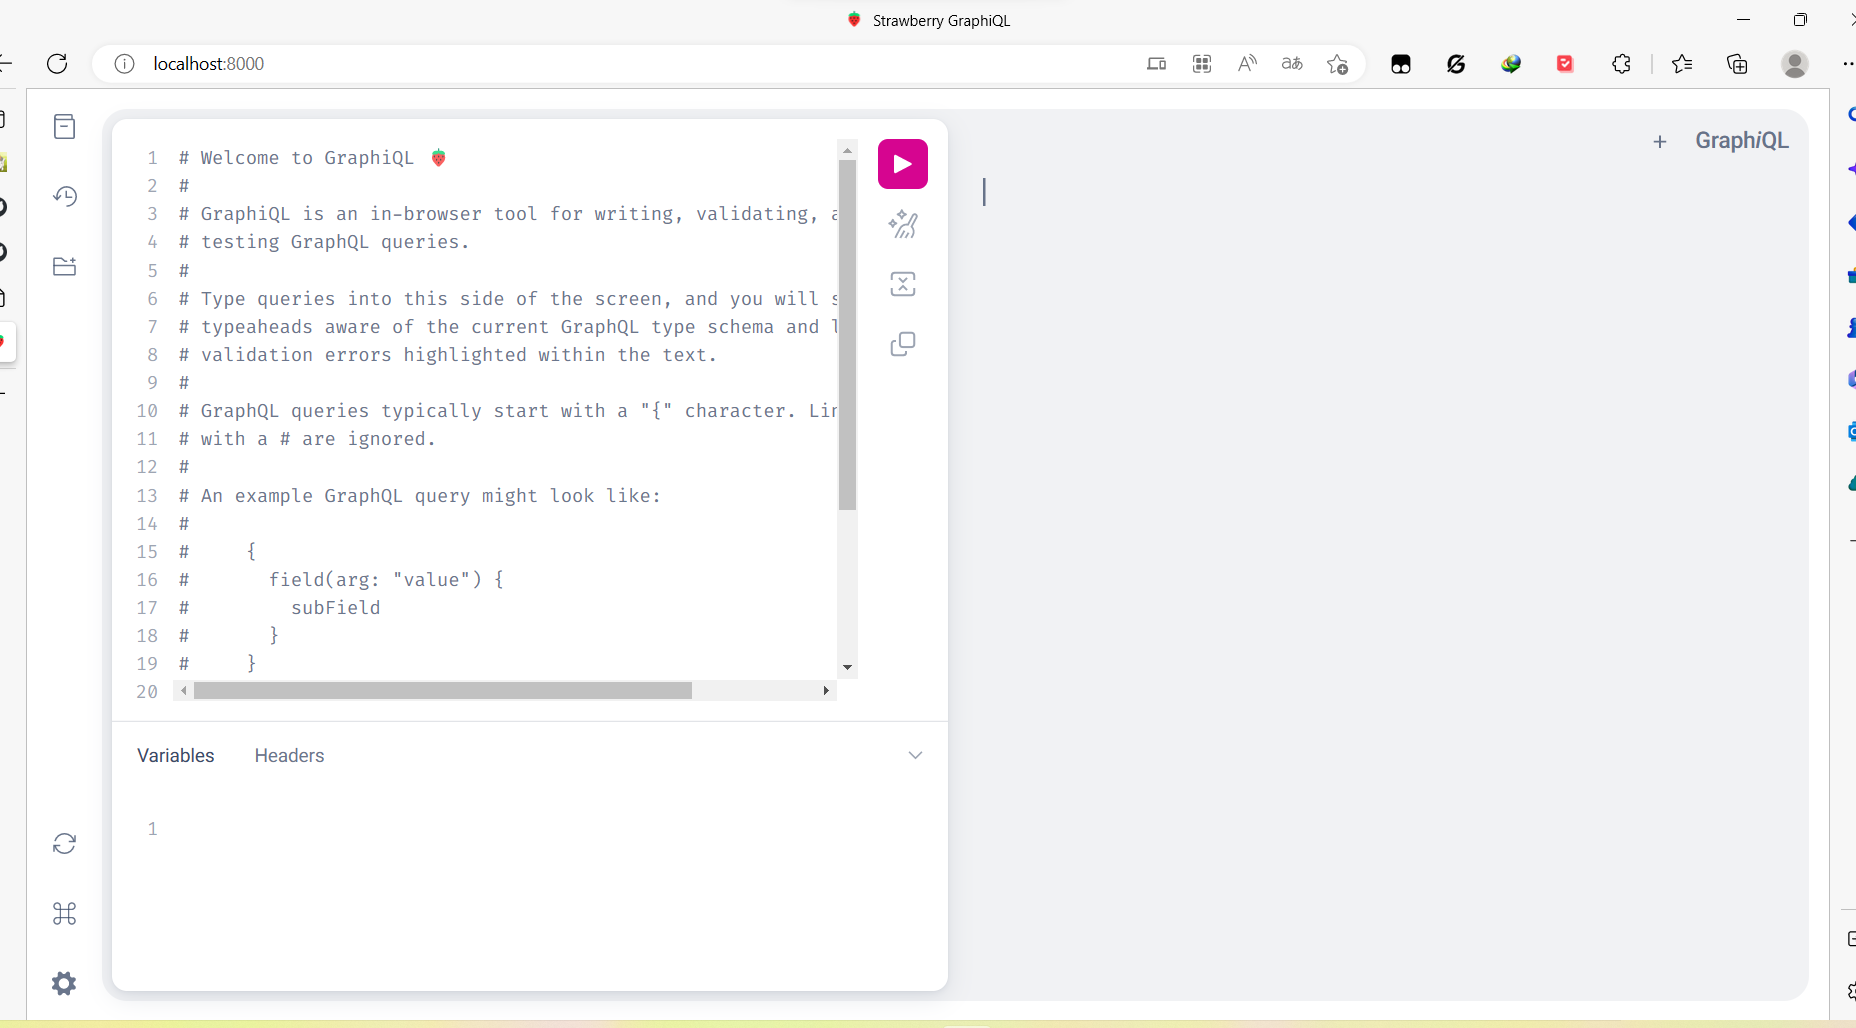 Strawberry GraphiQL
localhost:8000
1 # Welcome to GraphiQL 🍓
2 #
3 # GraphiQL is an in-browser tool for writing, validating,
4 # testing GraphQL queries.
5 #
6 # Type queries into this side of the screen, and you will
7 # typeaheads aware of the current GraphQL type schema and
8 # validation errors highlighted within the text.
9 #
10 # GraphQL queries typically start with a "{" character.
11 # with a # are ignored.
12 #
13 # An example GraphQL query might look like:
14 #
15 #     {
16 #       field(arg: "value") {
17 #         subField
18 #       }
19 #     }
20
Variables Headers
1
+ GraphiQL